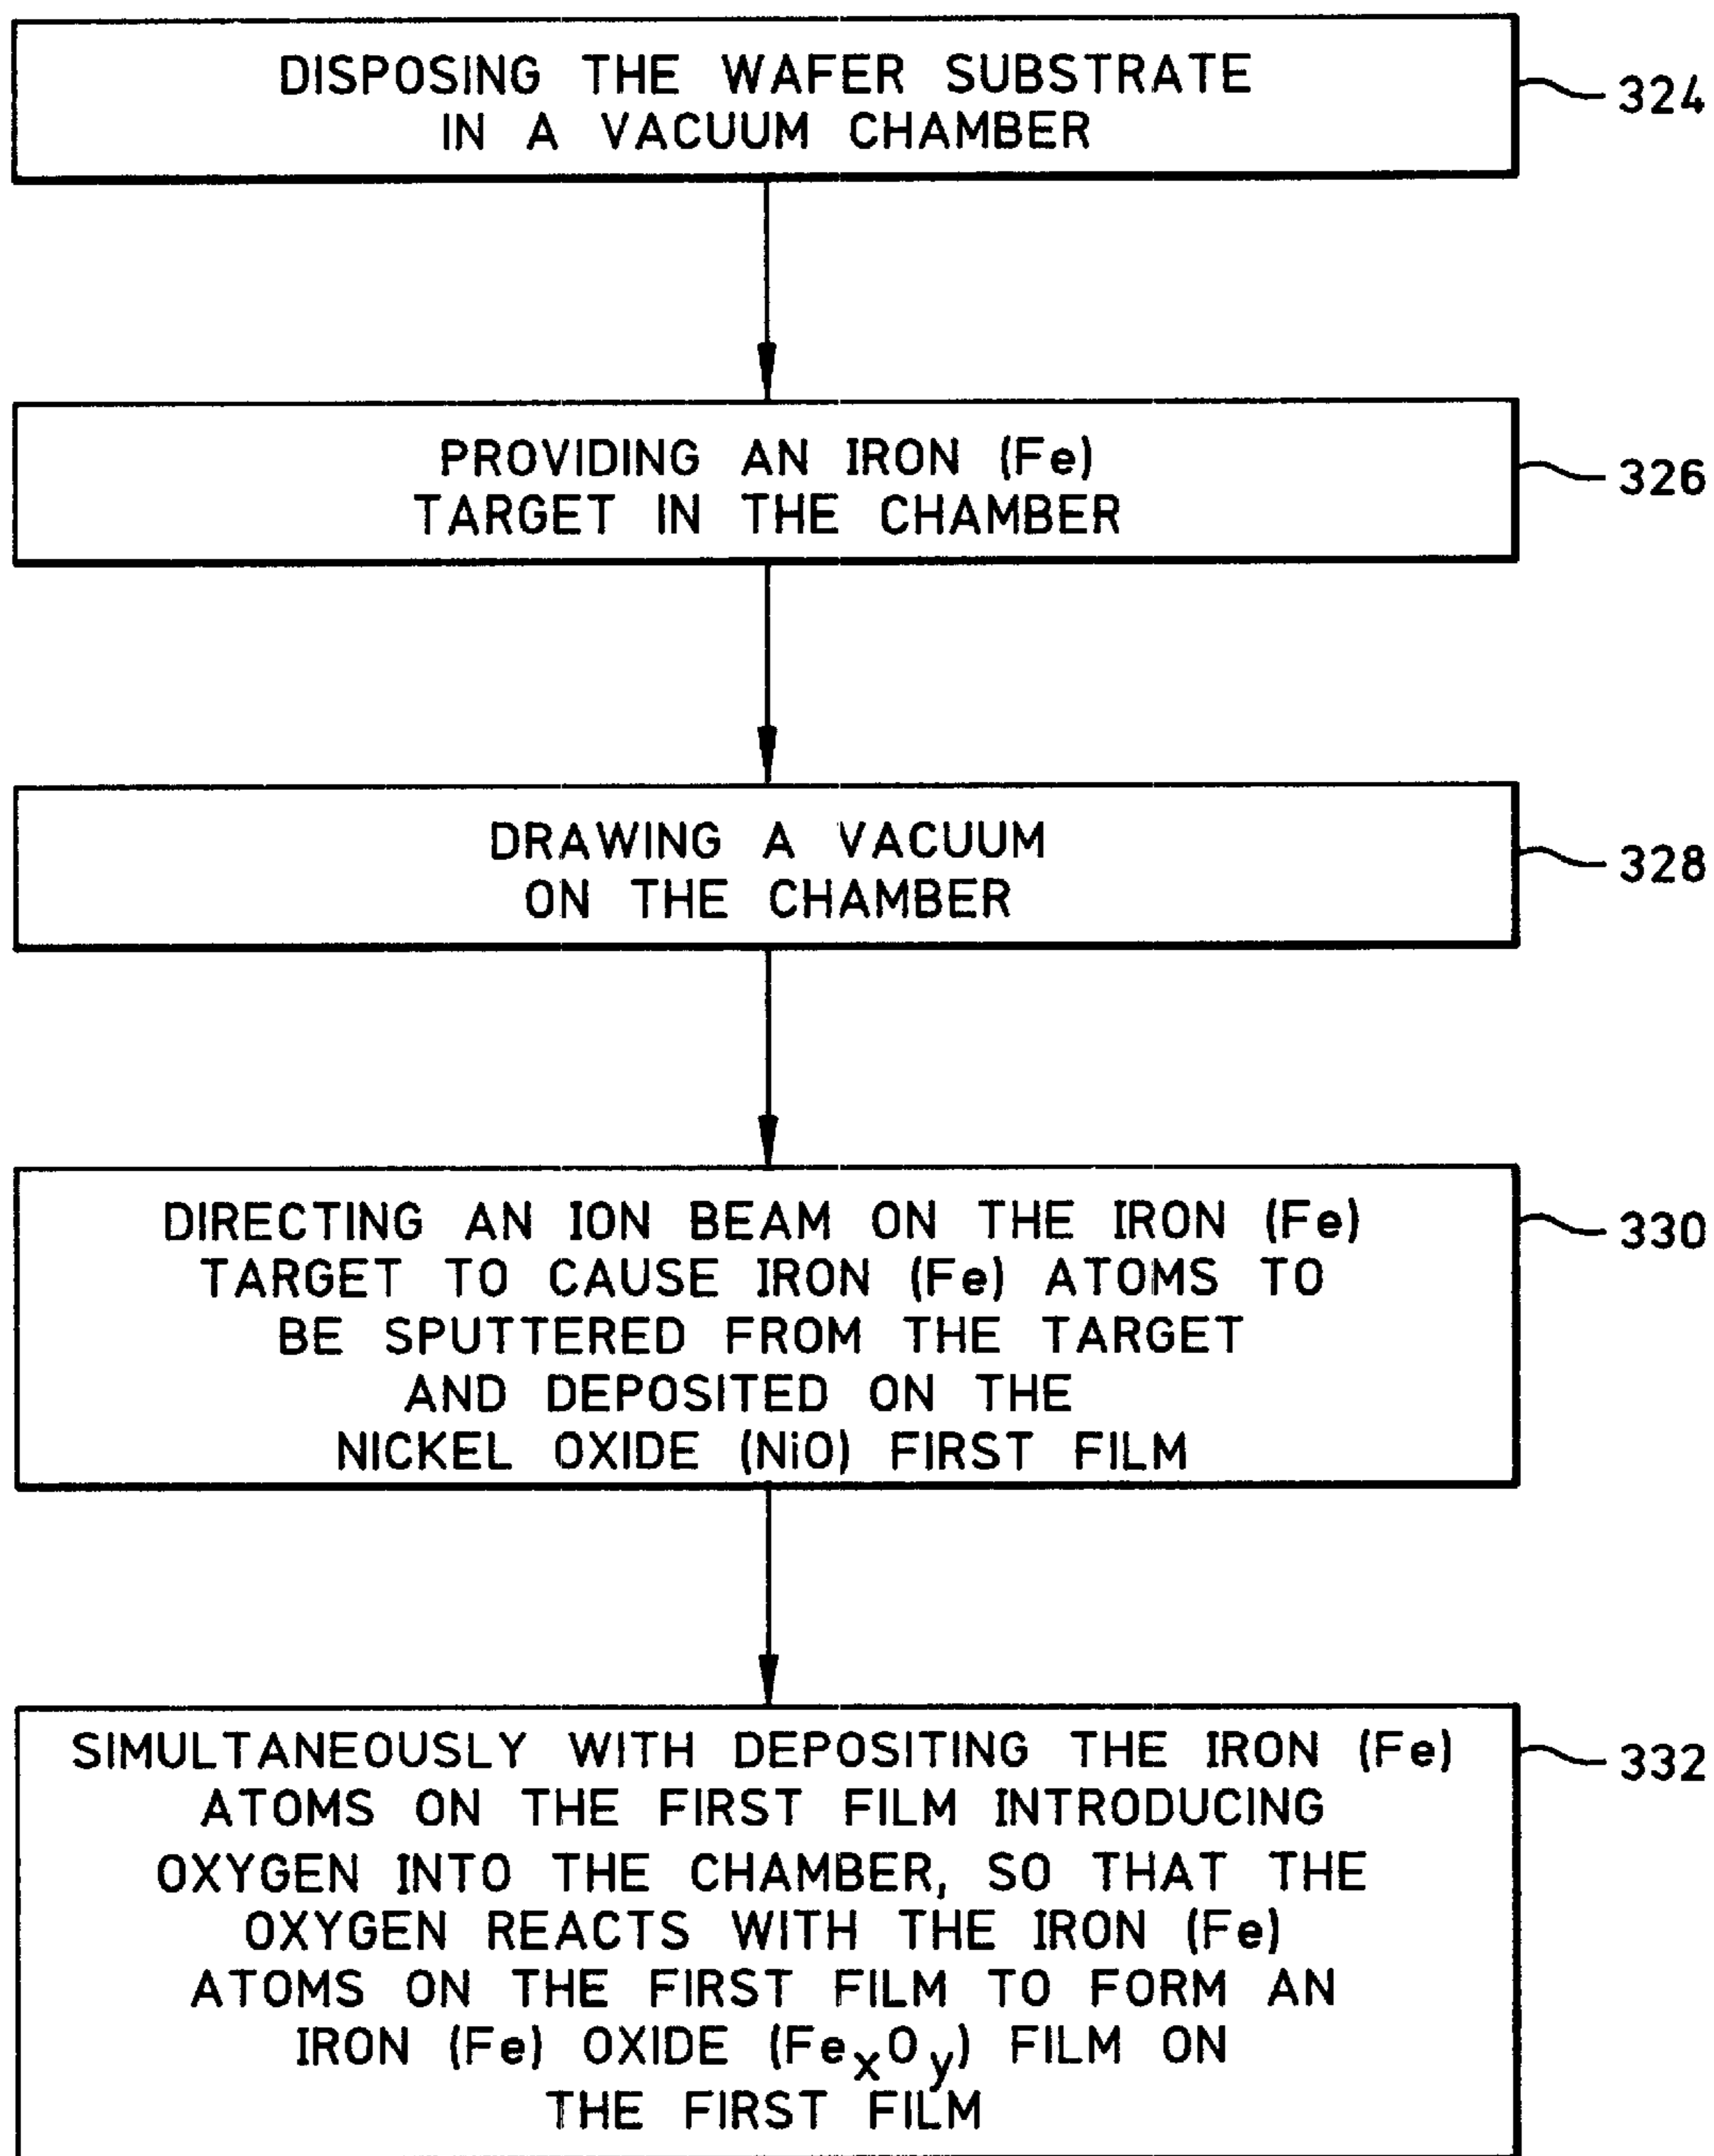 DISPOSING THE WAFER SUBSTRATE
IN A VACUUM CHAMBER
324
PROVIDING AN IRON (Fe)
TARGET IN THE CHAMBER
326
DRAWING A VACUUM
ON THE CHAMBER
328
DIRECTING AN ION BEAM ON THE IRON (Fe)
TARGET TO CAUSE IRON (Fe) ATOMS TO
BE SPUTTERED FROM THE TARGET
AND DEPOSITED ON THE
NICKEL OXIDE (NiO) FIRST FILM
330
SIMULTANEOUSLY WITH DEPOSITING THE IRON (Fe)
ATOMS ON THE FIRST FILM INTRODUCING
OXYGEN INTO THE CHAMBER, SO THAT THE
OXYGEN REACTS WITH THE IRON (Fe)
ATOMS ON THE FIRST FILM TO FORM AN
IRON (Fe) OXIDE (FexOy) FILM ON
THE FIRST FILM
332